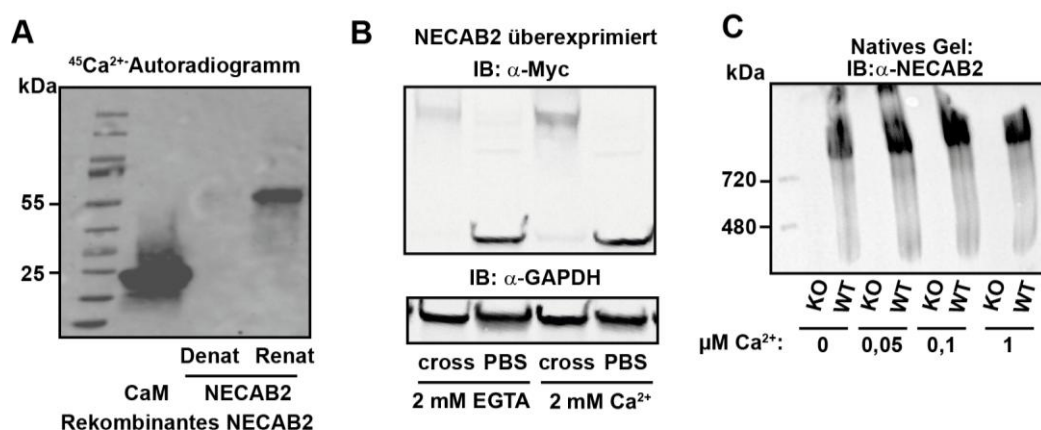 A
⁴⁵Ca²⁺-Autoradiogramm
kDa
55
25
Denat Renat
CaM NECAB2
Rekombinantes NECAB2
B
NECAB2 überexprimiert
IB: α-Myc
IB: α-GAPDH
cross PBS cross PBS
2 mM EGTA 2 mM Ca²⁺
C
Natives Gel:
kDa IB:α-NECAB2
720
480
KO WT KO WT KO WT KO WT
µM Ca²⁺: 0 0,05 0,1 1